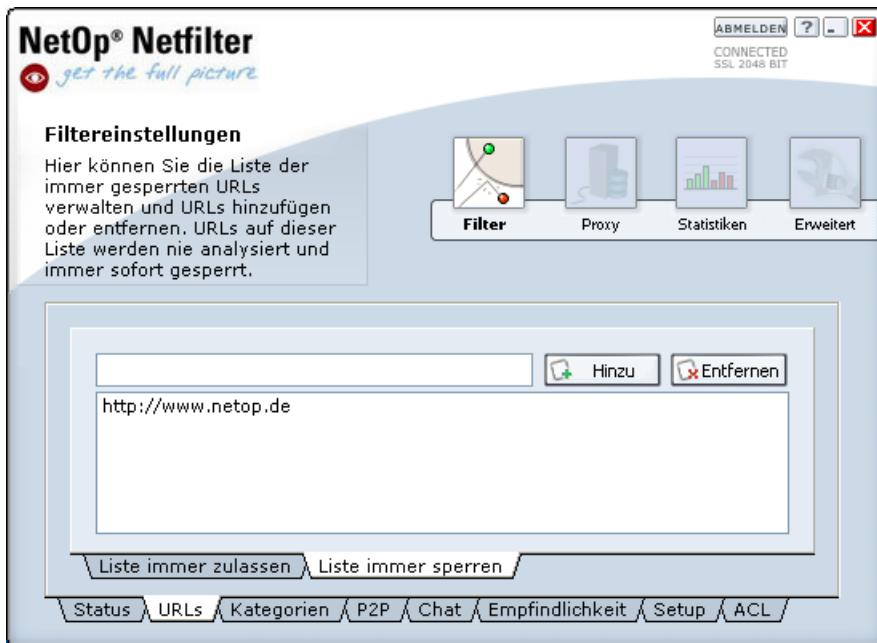 NetOp® Netfilter
get the full picture
ABMELDEN ?
CONNECTED
SSL 2048 BIT
Filtereinstellungen
Hier können Sie die Liste der
immer gesperrten URLs
verwalten und URLs hinzufügen
oder entfernen. URLs auf dieser
Liste werden nie analysiert und
immer sofort gesperrt.
Filter Proxy Statistiken Erweitert
Hinzu Entfernen
http://www.netop.de
Liste immer zulassen Liste immer sperren
Status URLs Kategorien P2P Chat Empfindlichkeit Setup ACL